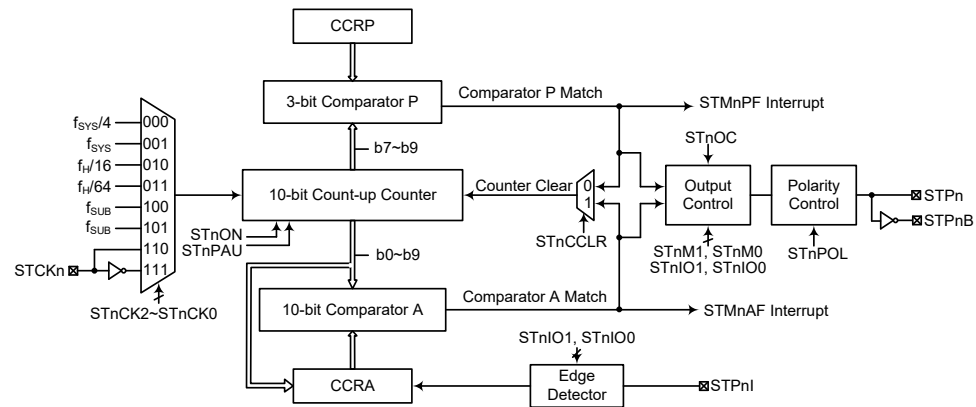 CCRP
3-bit Comparator P
Comparator P Match
STMnPF Interrupt
b7~b9
STnOC
fSYS/4
000
fSYS
001
fH/16
010
fH/64
011
fSUB
100
fSUB
101
110
111
STCKn
STnCK2~STnCK0
10-bit Count-up Counter
Counter Clear
0
1
STnCCLR
Output
Control
Polarity
Control
STPn
STPnB
STnON
STnPAU
STnM1, STnM0
STnIO1, STnIO0
STnPOL
b0~b9
10-bit Comparator A
Comparator A Match
STMnAF Interrupt
STnIO1, STnIO0
CCRA
Edge
Detector
STPnI